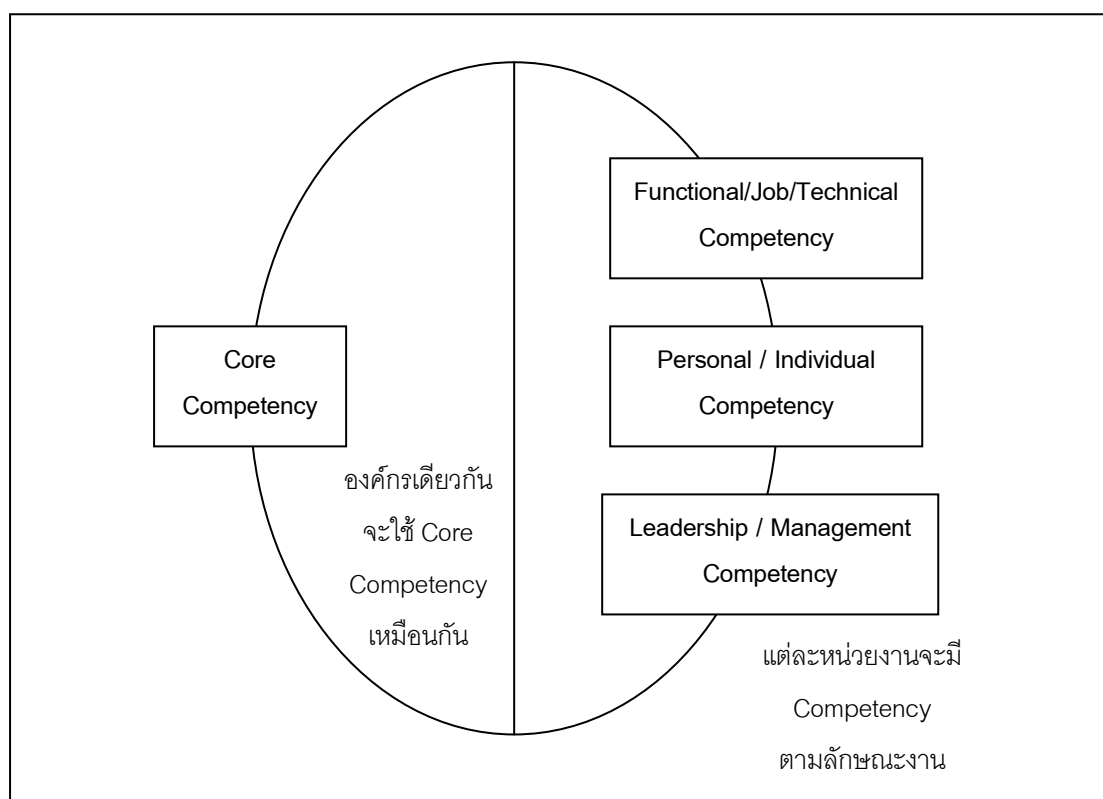 Core
Competency
องค์กรเดียวกัน
จะใช้ Core
Competency
เหมือนกัน
Functional/Job/Technical
Competency
Personal / Individual
Competency
Leadership / Management
Competency
แต่ละหน่วยงานจะมี
Competency
ตามลักษณะงาน